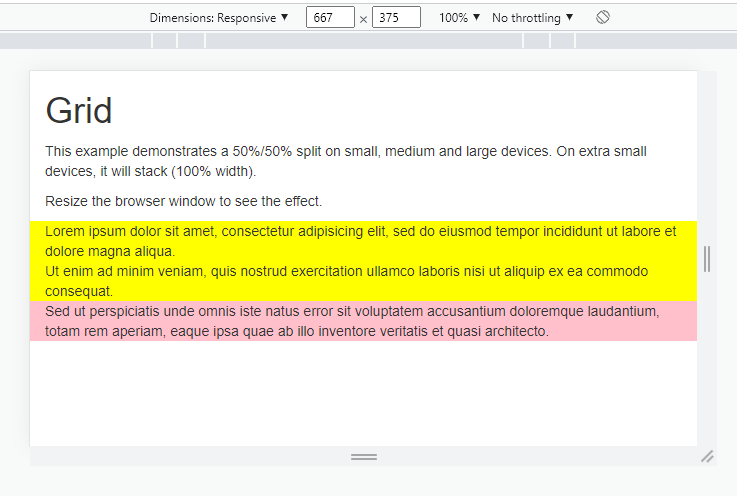 Dimensions: Responsive ▼ 667 × 375 100% ▼ No throttling ▼
Grid
This example demonstrates a 50%/50% split on small, medium and large devices. On extra small
devices, it will stack (100% width).
Resize the browser window to see the effect.
Lorem ipsum dolor sit amet, consectetur adipisicing elit, sed do eiusmod tempor incididunt ut labore et
dolore magna aliqua.
Ut enim ad minim veniam, quis nostrud exercitation ullamco laboris nisi ut aliquip ex ea commodo
consequat.
Sed ut perspiciatis unde omnis iste natus error sit voluptatem accusantium doloremque laudantium,
totam rem aperiam, eaque ipsa quae ab illo inventore veritatis et quasi architecto.